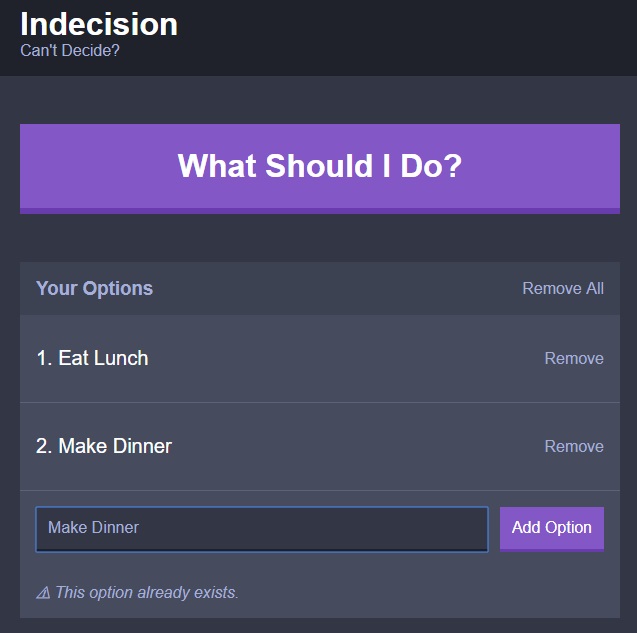 Indecision
Can't Decide?
What Should I Do?
Your Options Remove All
1. Eat Lunch Remove
2. Make Dinner Remove
Make Dinner Add Option
⚠ This option already exists.